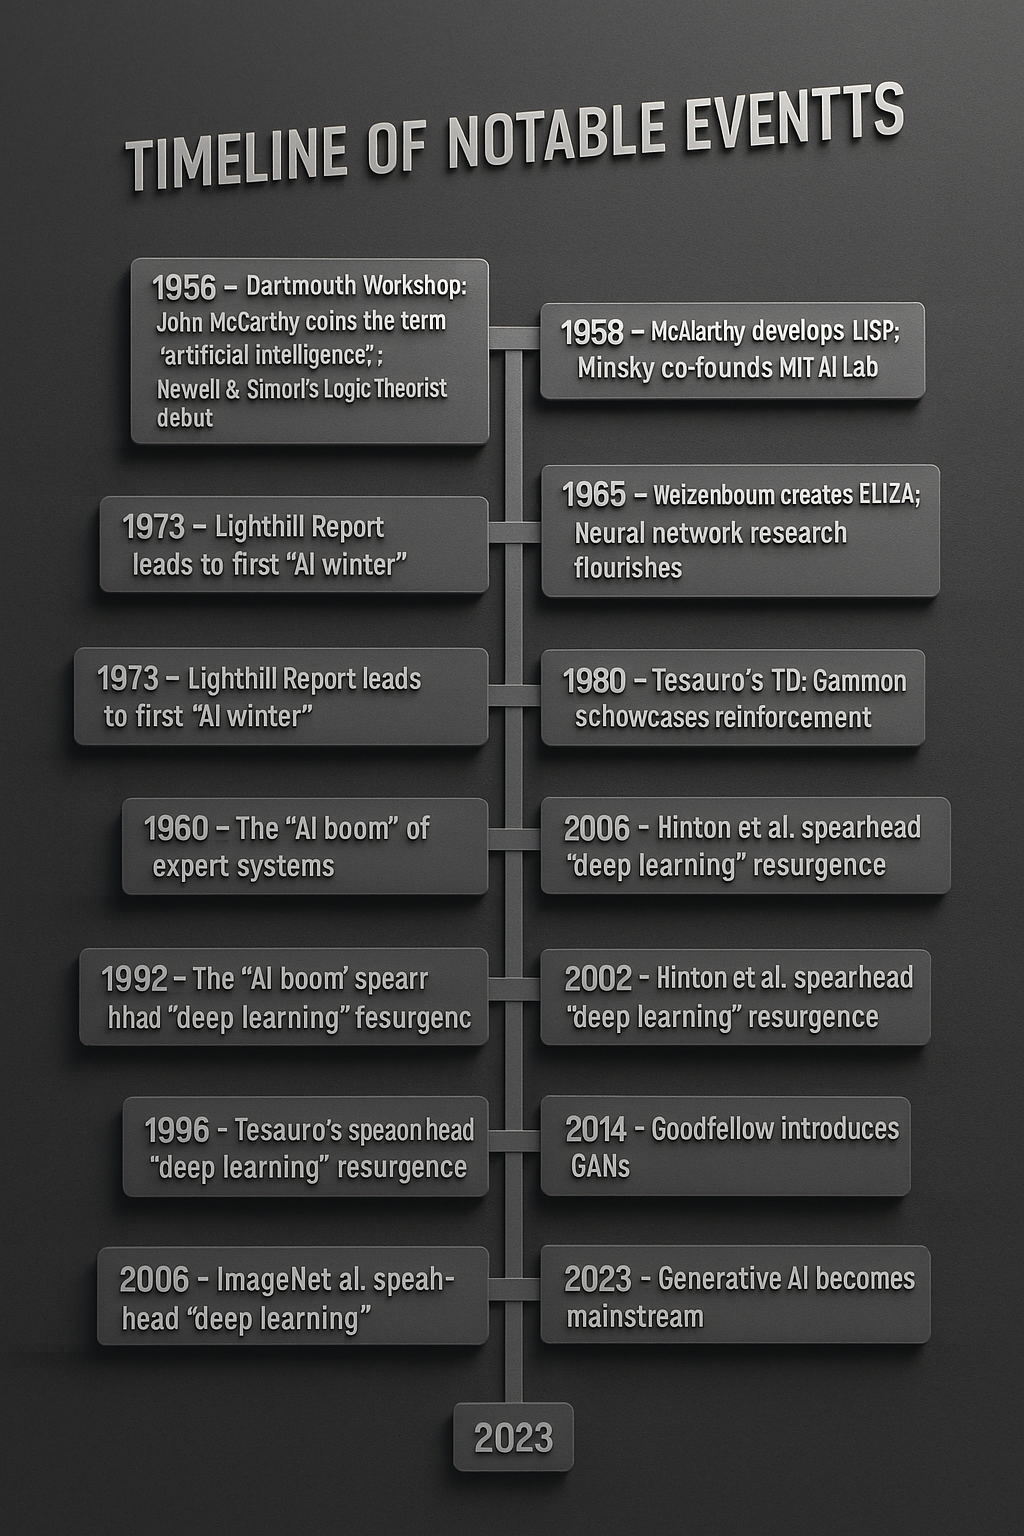 TIMELINE OF NOTABLE EVENTTS
1956 – Dartmouth Workshop:
John McCarthy coins the term
‘artificial intelligence”,;
Newell & Simorl’s Logic Theorist
debut
1958 – McAlarthy develops LISP;
Minsky co-founds MIT AI Lab
1973 – Lighthill Report
leads to first “AI winter”
1965 – Weizenboum creates ELIZA;
Neural network research
flourishes
1973 – Lighthill Report leads
to first “AI winter”
1980 – Tesauro’s TD: Gammon
schowcases reinforcement
1960 – The “AI boom” of
expert systems
2006 - Hinton et al. spearhead
“deep learning” resurgence
1992 – The “AI boom’ spearr
hhad “deep learning” fesurgenc
2002 - Hinton et al. spearhead
“deep learning” resurgence
1996 - Tesauro’s speaon head
“deep learning” resurgence
2014 - Goodfellow introduces
GANs
2006 - ImageNet al. speah-
head “deep learning”
2023 - Generative AI becomes
mainstream
2023